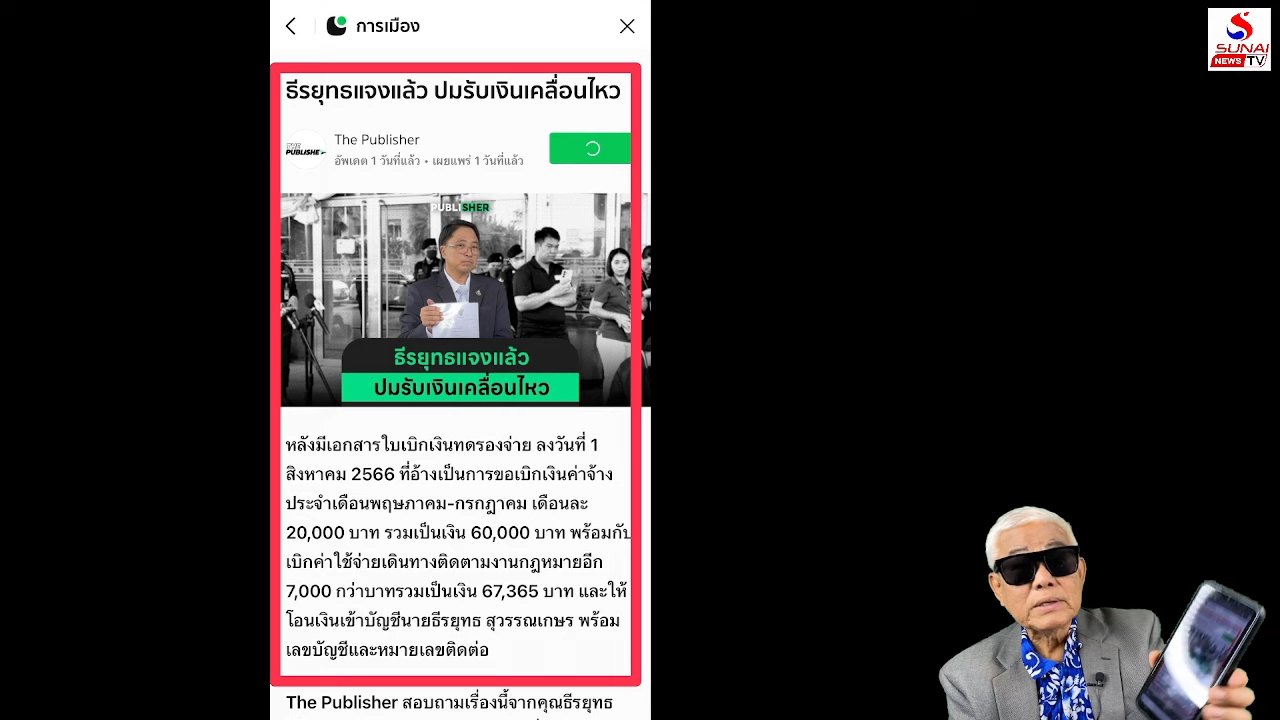 การเมือง
SUNAI
NEWS TV
ธีรยุทธแจงแล้ว ปมรับเงินเคลื่อนไหว
The Publisher
THE
PUBLISHE
อัพเดต 1 วันที่แล้ว • เผยแพร่ 1 วันที่แล้ว
PUBLISHER
ธีรยุทธแจงแล้ว
ปมรับเงินเคลื่อนไหว
หลังมีเอกสารใบเบิกเงินทดรองจ่าย ลงวันที่ 1
สิงหาคม 2566 ที่อ้างเป็นการขอเบิกเงินค่าจ้าง
ประจำเดือนพฤษภาคม-กรกฎาคม เดือนละ
20,000 บาท รวมเป็นเงิน 60,000 บาท พร้อมกับ
เบิกค่าใช้จ่ายเดินทางติดตามงานกฎหมายอีก
7,000 กว่าบาทรวมเป็นเงิน 67,365 บาท และให้
โอนเงินเข้าบัญชีนายธีรยุทธ สุวรรณเกษร พร้อม
เลขบัญชีและหมายเลขติดต่อ
The Publisher สอบถามเรื่องนี้จากคุณธีรยุทธ